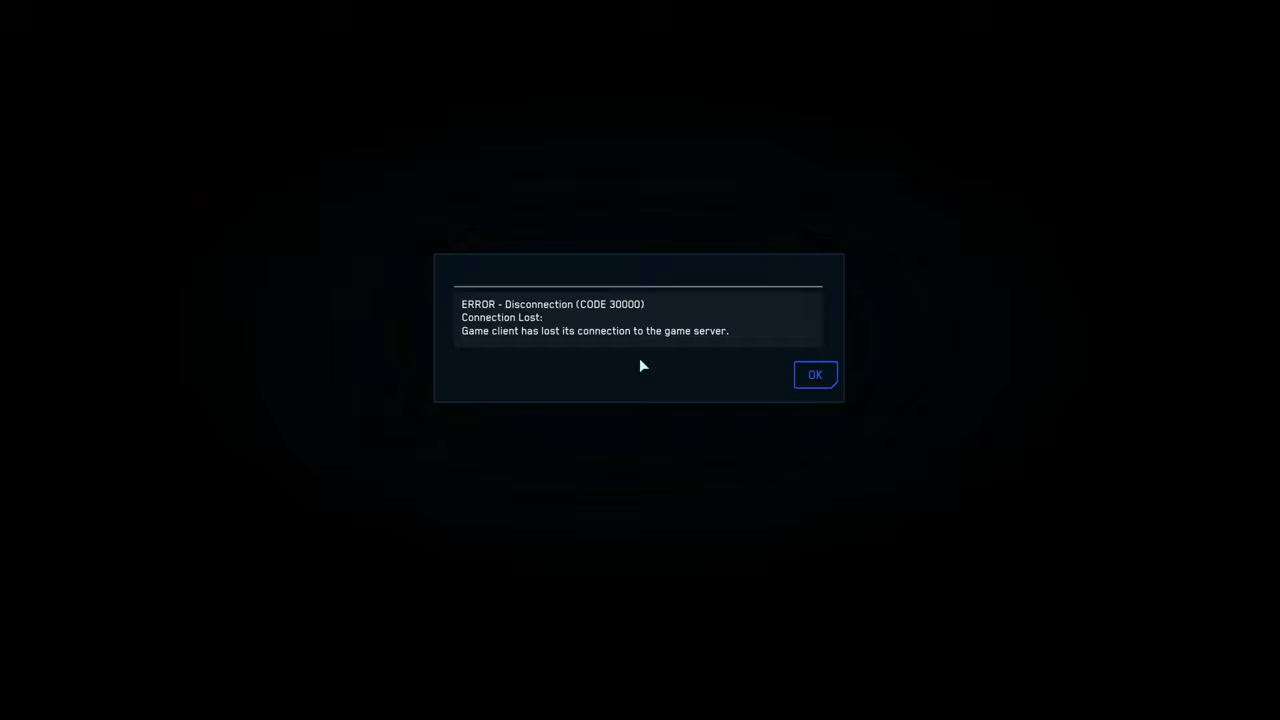 ERROR - Disconnection (CODE 30000)
Connection Lost:
Game client has lost its connection to the game server.
OK